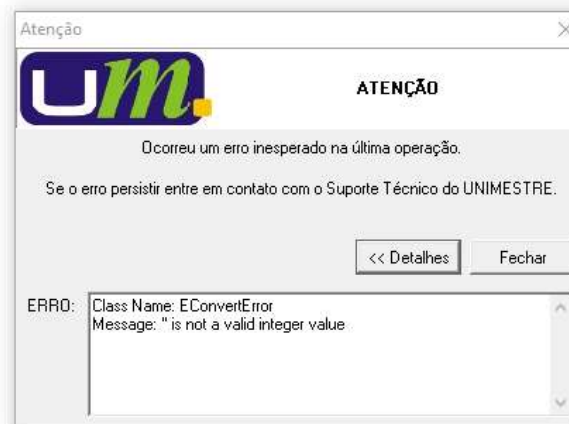 Atenção
um.
ATENÇÃO
Ocorreu um erro inesperado na última operação.
Se o erro persistir entre em contato com o Suporte Técnico do UNIMESTRE.
<< Detalhes Fechar
ERRO: Class Name: EConvertError
Message: '' is not a valid integer value